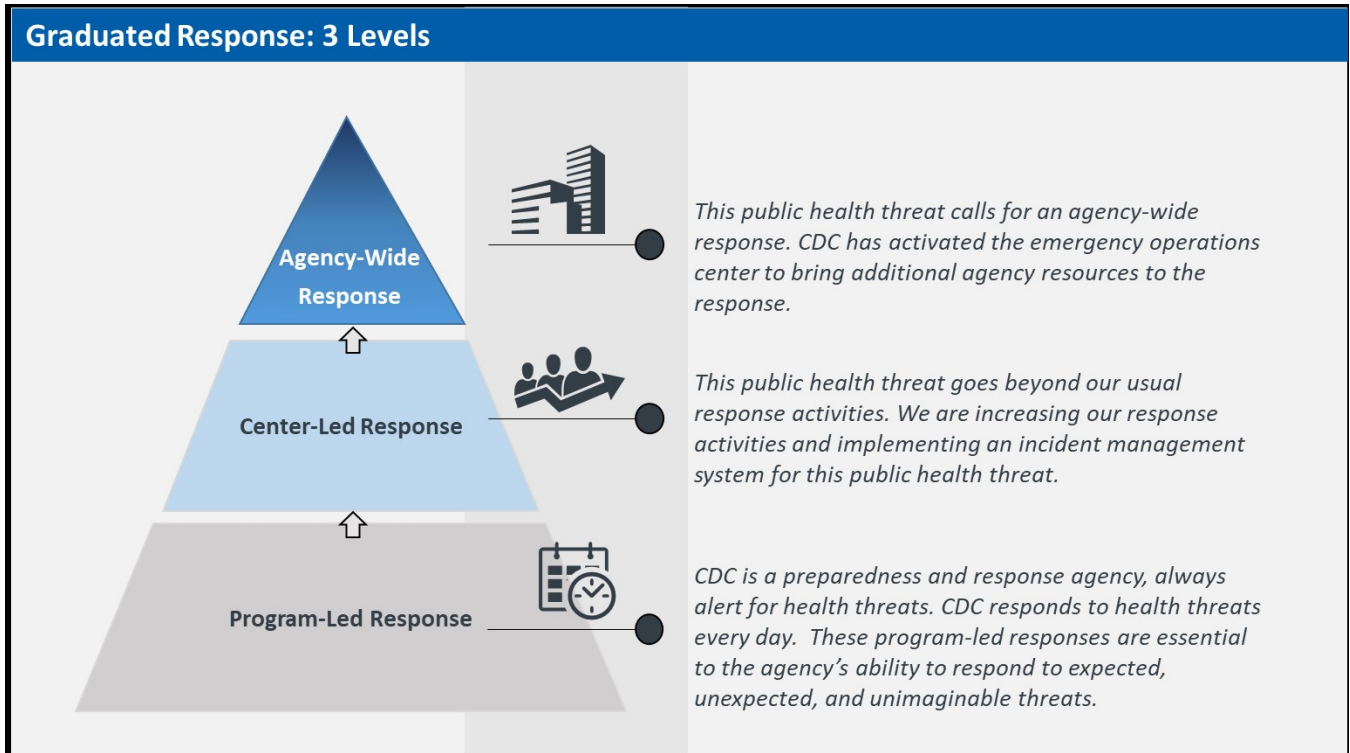 Graduated Response: 3 Levels
Agency-Wide
Response
This public health threat calls for an agency-wide
response. CDC has activated the emergency operations
center to bring additional agency resources to the
response.
Center-Led Response
This public health threat goes beyond our usual
response activities. We are increasing our response
activities and implementing an incident management
system for this public health threat.
Program-Led Response
CDC is a preparedness and response agency, always
alert for health threats. CDC responds to health threats
every day.  These program-led responses are essential
to the agency’s ability to respond to expected,
unexpected, and unimaginable threats.